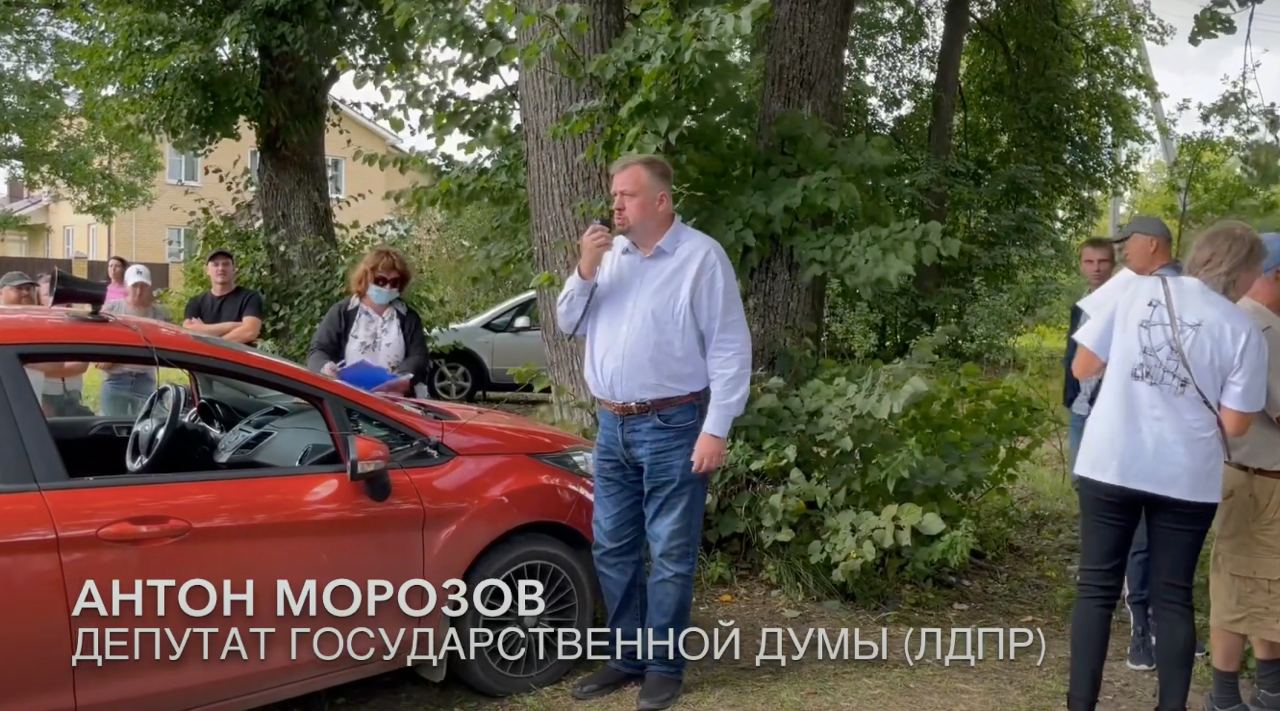 АНТОН МОРОЗОВ
ДЕПУТАТ ГОСУДАРСТВЕННОЙ ДУМЫ (ЛДПР)